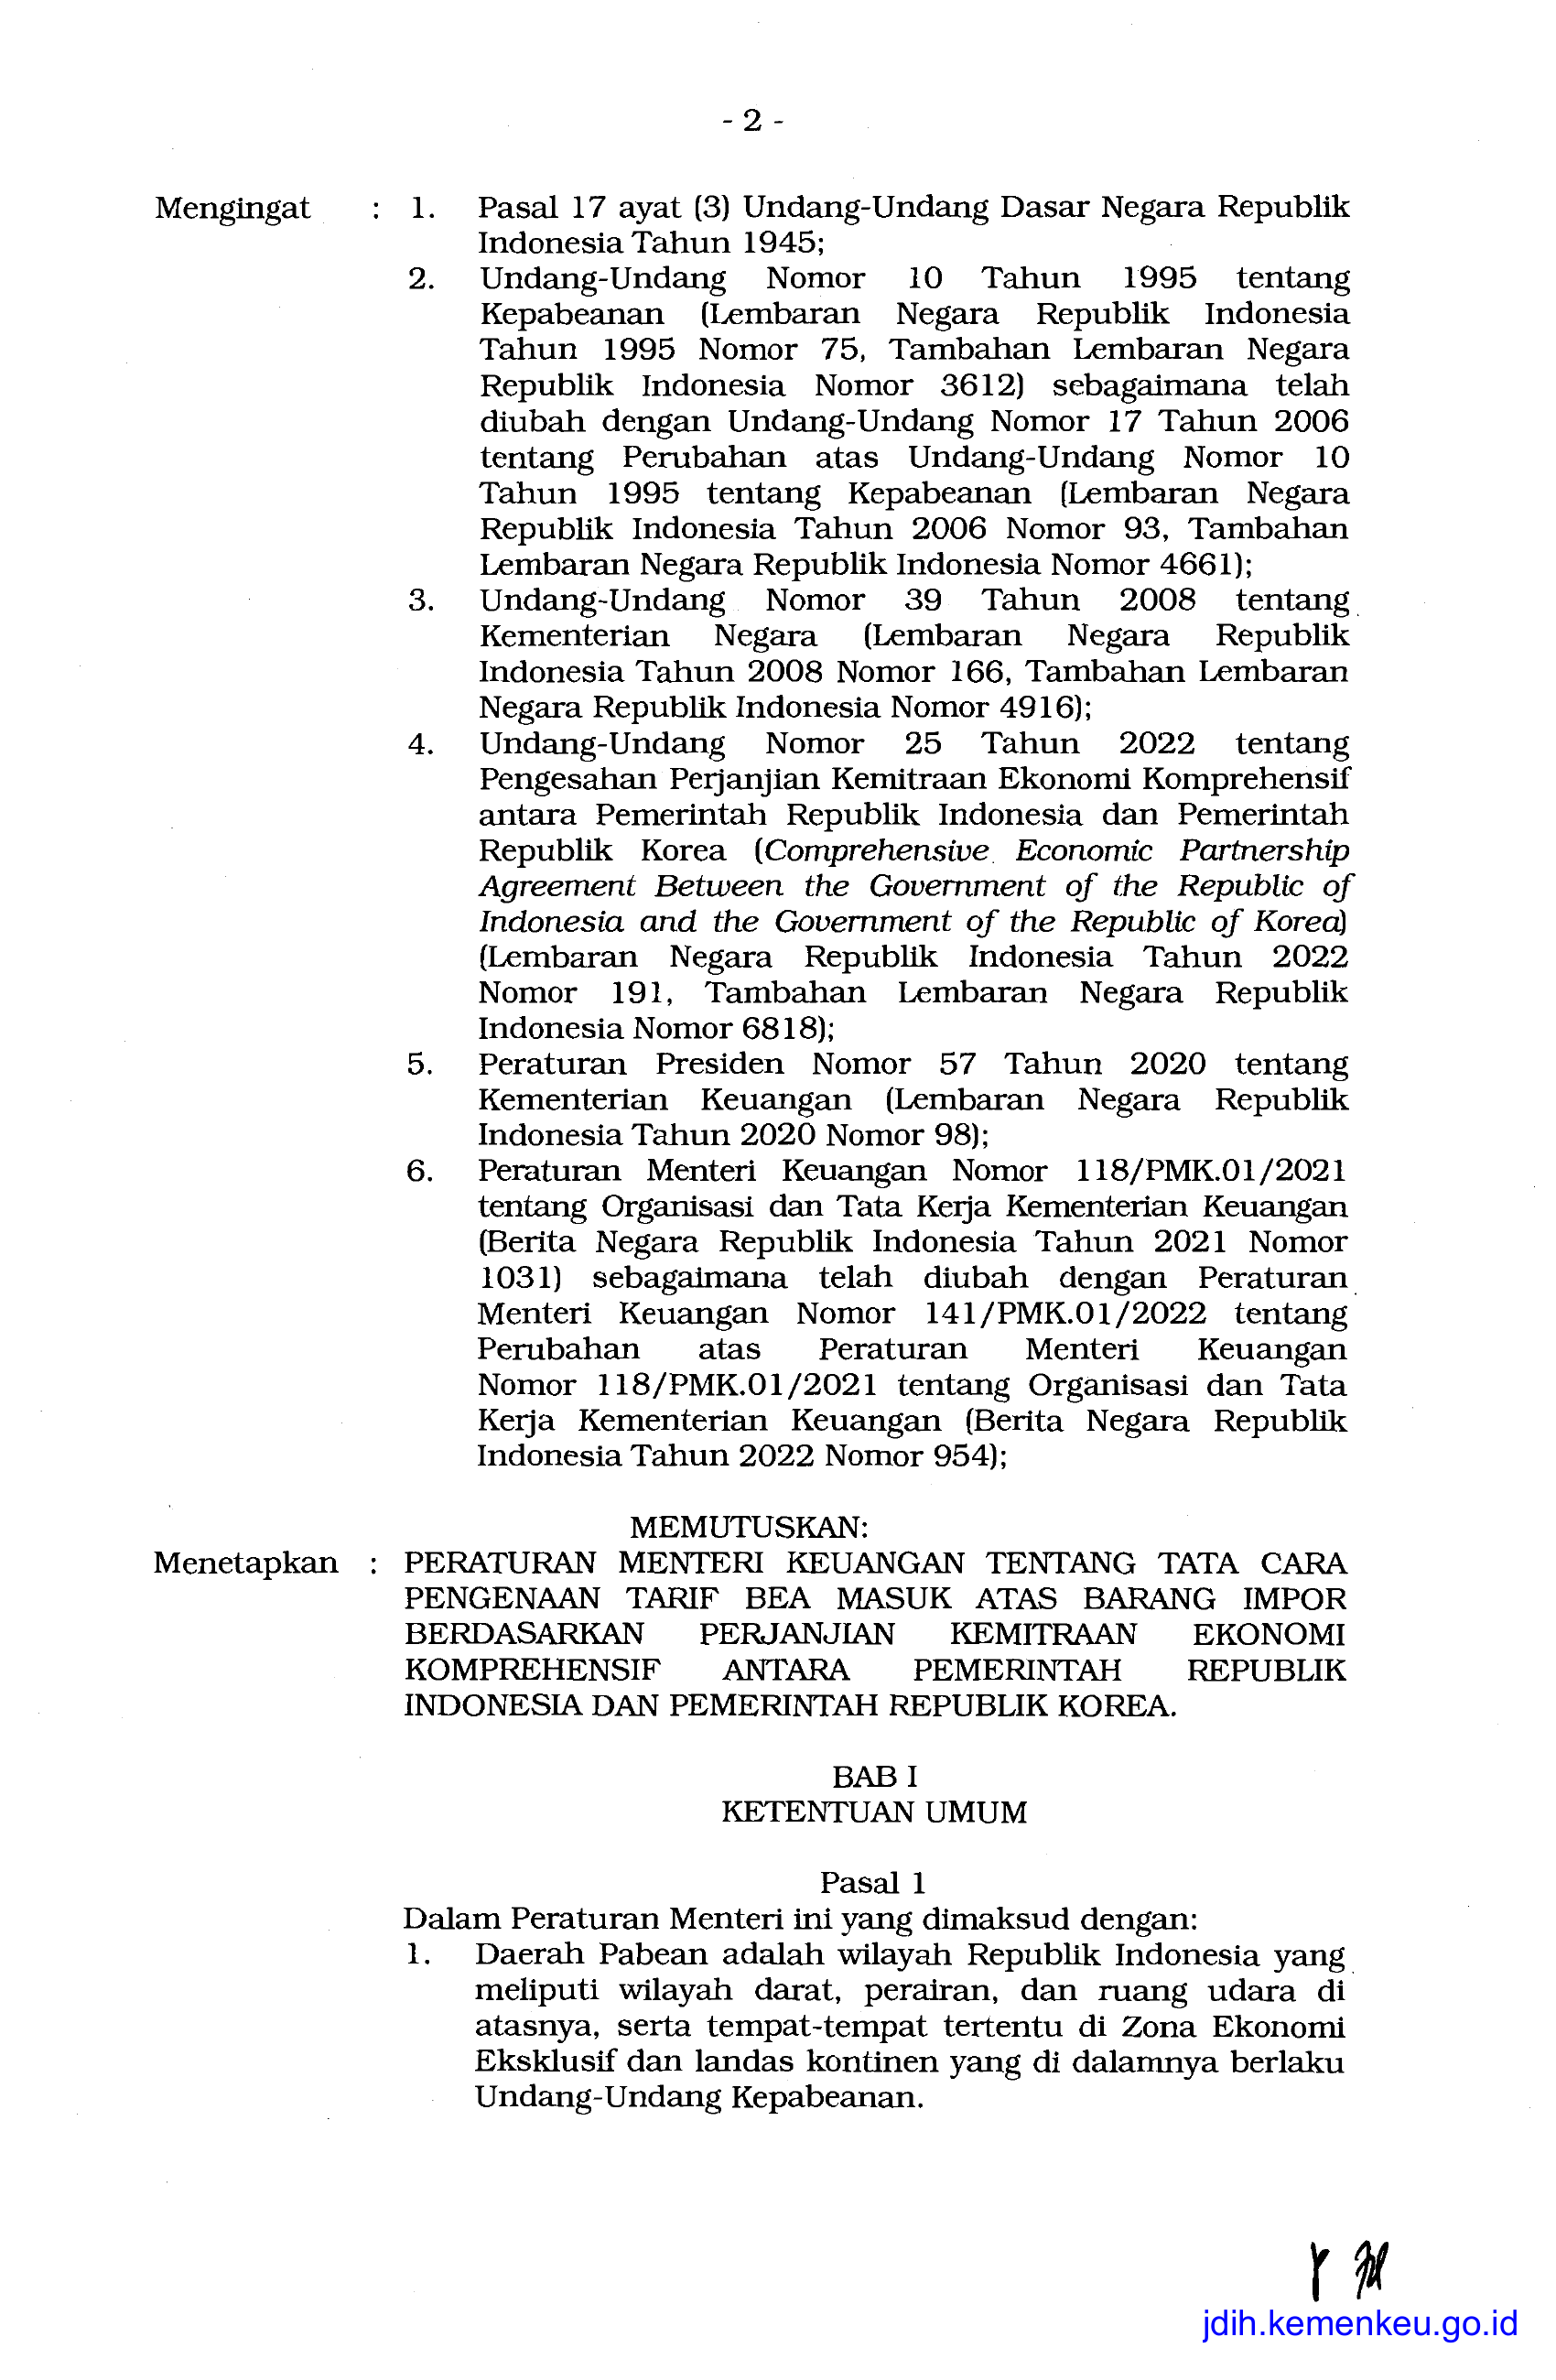 - 2 -
Mengingat : 1. Pasal 17 ayat (3) Undang-Undang Dasar Negara Republik
Indonesia Tahun 1945;
2. Undang-Undang Nomor 10 Tahun 1995 tentang
Kepabeanan (Lembaran Negara Republik Indonesia
Tahun 1995 Nomor 75, Tambahan Lembaran Negara
Republik Indonesia Nomor 3612) sebagaimana telah
diubah dengan Undang-Undang Nomor 17 Tahun 2006
tentang Perubahan atas Undang-Undang Nomor 10
Tahun 1995 tentang Kepabeanan (Lembaran Negara
Republik Indonesia Tahun 2006 Nomor 93, Tambahan
Lembaran Negara Republik Indonesia Nomor 4661);
3. Undang-Undang Nomor 39 Tahun 2008 tentang
Kementerian Negara (Lembaran Negara Republik
Indonesia Tahun 2008 Nomor 166, Tambahan Lembaran
Negara Republik Indonesia Nomor 4916);
4. Undang-Undang Nomor 25 Tahun 2022 tentang
Pengesahan Perjanjian Kemitraan Ekonomi Komprehensif
antara Pemerintah Republik Indonesia dan Pemerintah
Republik Korea (Comprehensive Economic Partnership
Agreement Between the Government of the Republic of
Indonesia and the Government of the Republic of Korea)
(Lembaran Negara Republik Indonesia Tahun 2022
Nomor 191, Tambahan Lembaran Negara Republik
Indonesia Nomor 6818);
5. Peraturan Presiden Nomor 57 Tahun 2020 tentang
Kementerian Keuangan (Lembaran Negara Republik
Indonesia Tahun 2020 Nomor 98);
6. Peraturan Menteri Keuangan Nomor 118/PMK.01/2021
tentang Organisasi dan Tata Kerja Kementerian Keuangan
(Berita Negara Republik Indonesia Tahun 2021 Nomor
1031) sebagaimana telah diubah dengan Peraturan
Menteri Keuangan Nomor 141/PMK.01/2022 tentang
Perubahan atas Peraturan Menteri Keuangan
Nomor 118/PMK.01/2021 tentang Organisasi dan Tata
Kerja Kementerian Keuangan (Berita Negara Republik
Indonesia Tahun 2022 Nomor 954);
MEMUTUSKAN:
Menetapkan : PERATURAN MENTERI KEUANGAN TENTANG TATA CARA
PENGENAAN TARIF BEA MASUK ATAS BARANG IMPOR
BERDASARKAN PERJANJIAN KEMITRAAN EKONOMI
KOMPREHENSIF ANTARA PEMERINTAH REPUBLIK
INDONESIA DAN PEMERINTAH REPUBLIK KOREA.
BAB I
KETENTUAN UMUM
Pasal 1
Dalam Peraturan Menteri ini yang dimaksud dengan:
1. Daerah Pabean adalah wilayah Republik Indonesia yang
meliputi wilayah darat, perairan, dan ruang udara di
atasnya, serta tempat-tempat tertentu di Zona Ekonomi
Eksklusif dan landas kontinen yang di dalamnya berlaku
Undang-Undang Kepabeanan.
jdih.kemenkeu.go.id